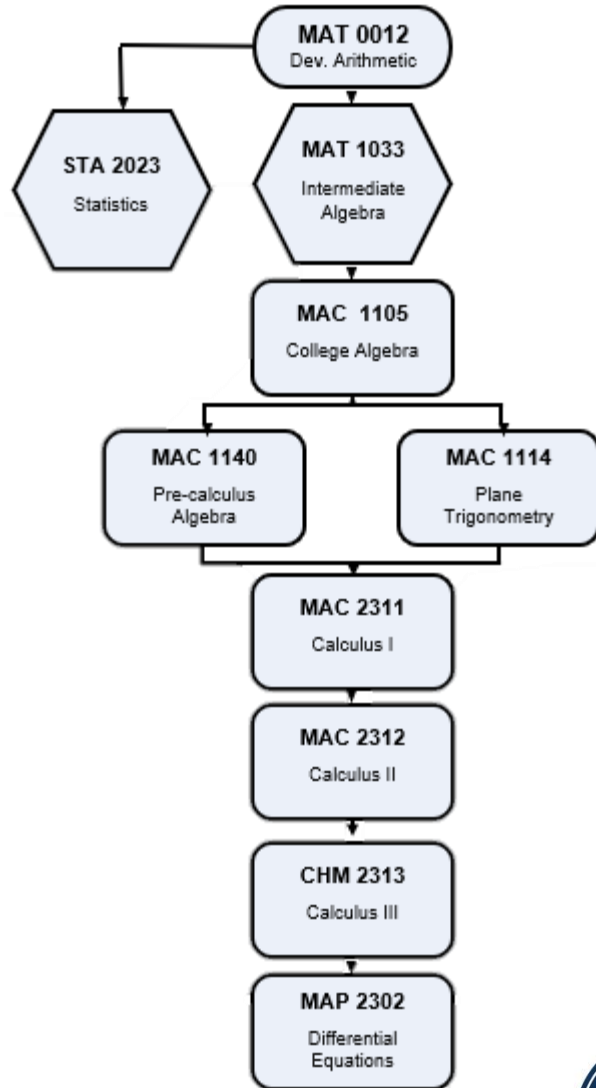 MAT 0012
Dev. Arithmetic
STA 2023
Statistics
MAT 1033
Intermediate
Algebra
MAC 1105
College Algebra
MAC 1140
Pre-calculus
Algebra
MAC 1114
Plane
Trigonometry
MAC 2311
Calculus I
MAC 2312
Calculus II
CHM 2313
Calculus III
MAP 2302
Differential
Equations